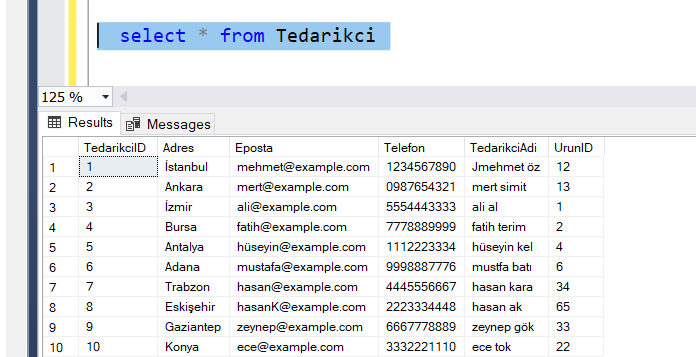 select * from Tedarikci
125 %
Results Messages
TedarikciID Adres Eposta Telefon TedarikciAdi UrunID
1 1 İstanbul mehmet@example.com 1234567890 Jmehmet öz 12
2 2 Ankara mert@example.com 0987654321 mert simit 13
3 3 İzmir ali@example.com 5554443333 ali al 1
4 4 Bursa fatih@example.com 7778889999 fatih terim 2
5 5 Antalya hüseyin@example.com 1112223334 hüseyin kel 4
6 6 Adana mustafa@example.com 9998887776 mustfa batı 6
7 7 Trabzon hasan@example.com 4445556667 hasan kara 34
8 8 Eskişehir hasanK@example.com 2223334448 hasan ak 65
9 9 Gaziantep zeynep@example.com 6667778889 zeynep gök 33
10 10 Konya ece@example.com 3332221110 ece tok 22